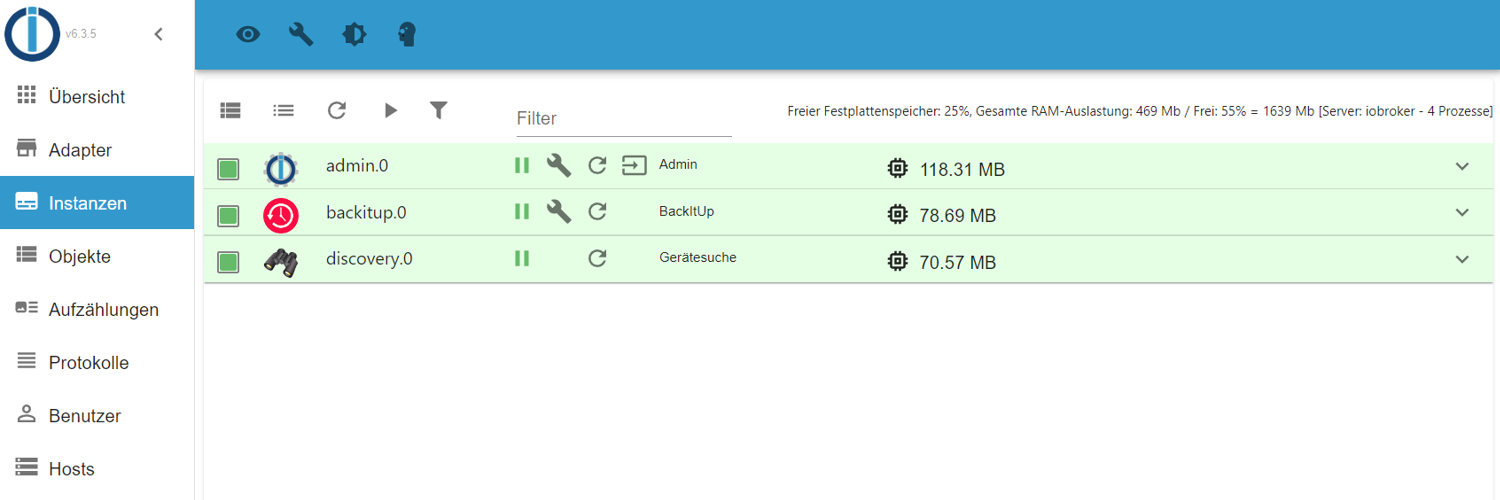 v6.3.5
Übersicht
Adapter
Instanzen
Objekte
Aufzählungen
Protokolle
Benutzer
Hosts
Filter
Freier Festplattenspeicher: 25%, Gesamte RAM-Auslastung: 469 Mb / Frei: 55% = 1639 Mb [Server: iobroker - 4 Prozesse]
admin.0 Admin 118.31 MB
backitup.0 BackItUp 78.69 MB
discovery.0 Gerätesuche 70.57 MB